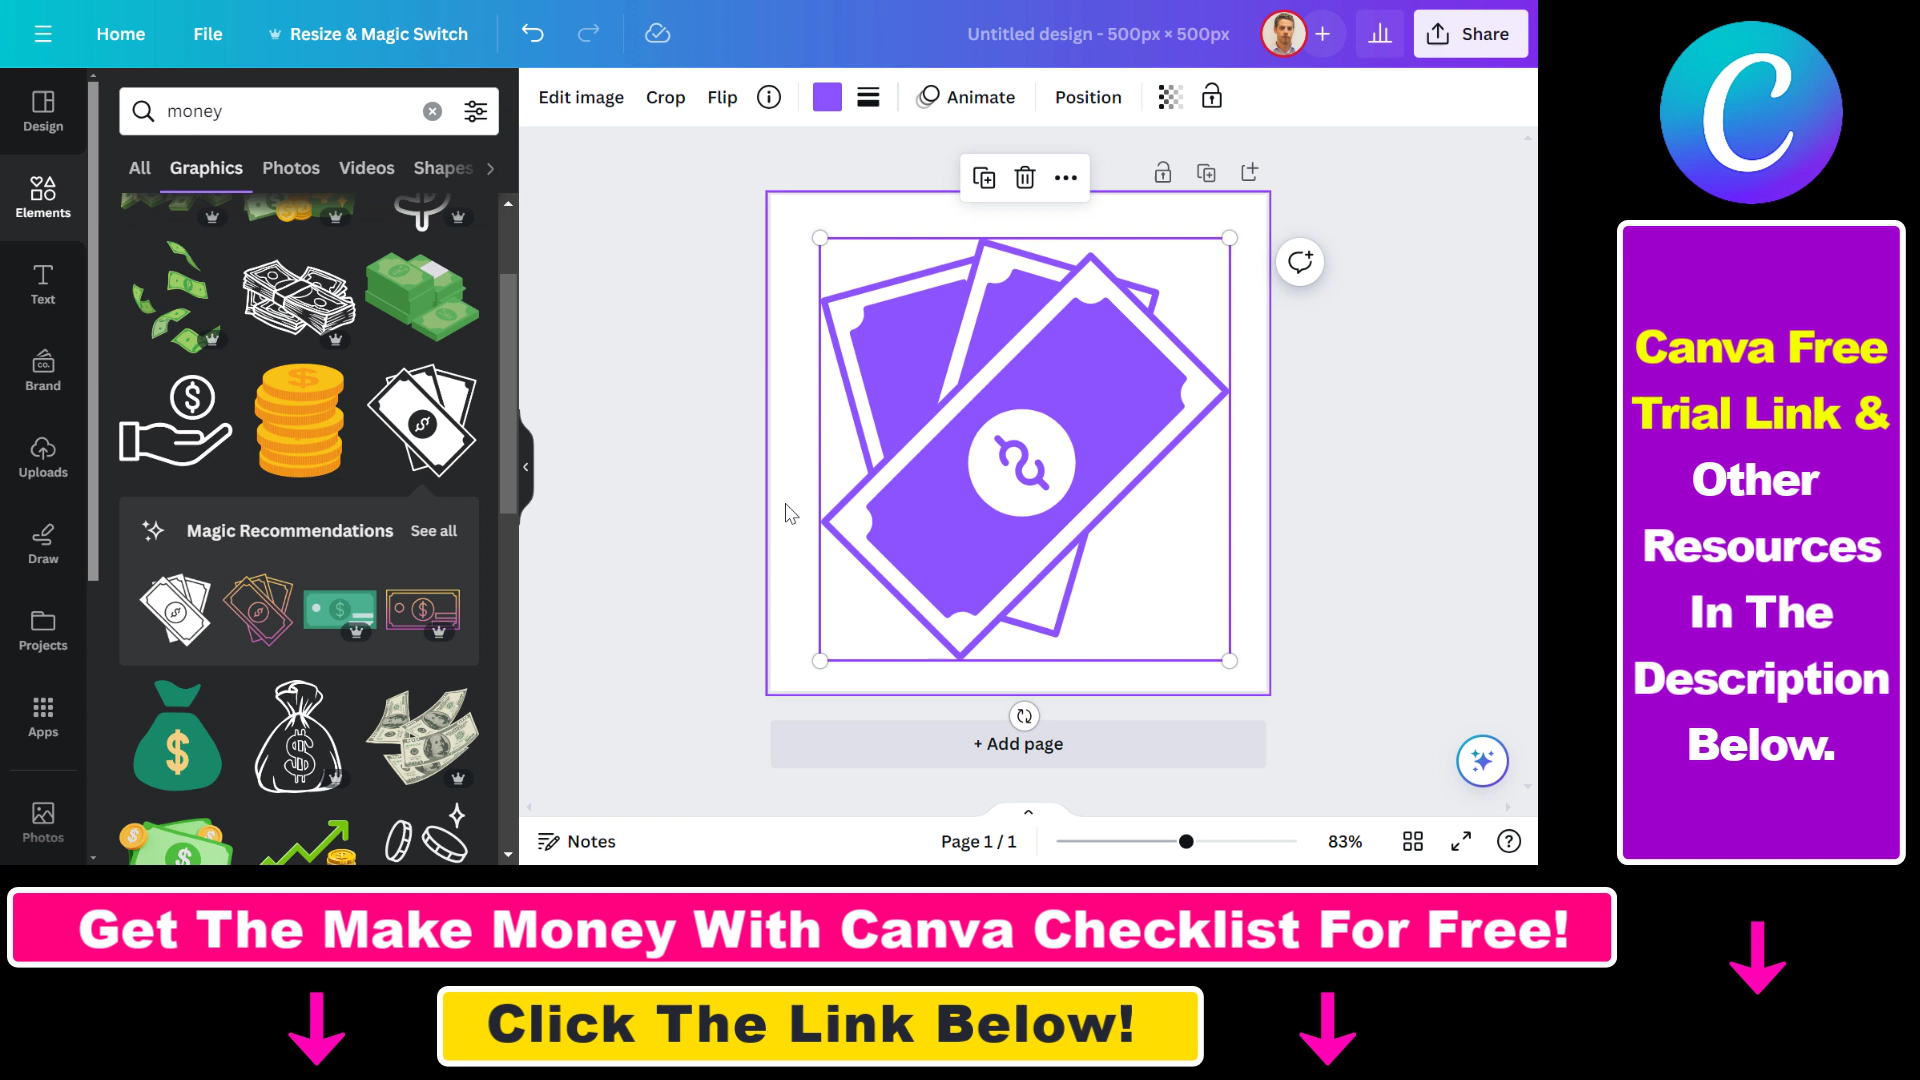 Home
File
Resize & Magic Switch
Untitled design - 500px × 500px
Share
Design
Elements
Text
Brand
Uploads
Draw
Projects
Apps
Photos
money
All
Graphics
Photos
Videos
Shapes
Magic Recommendations
See all
Edit image
Crop
Flip
Animate
Position
+ Add page
Notes
Page 1 / 1
83%
C
Canva Free
Trial Link &
Other
Resources
In The
Description
Below.
Get The Make Money With Canva Checklist For Free!
Click The Link Below!